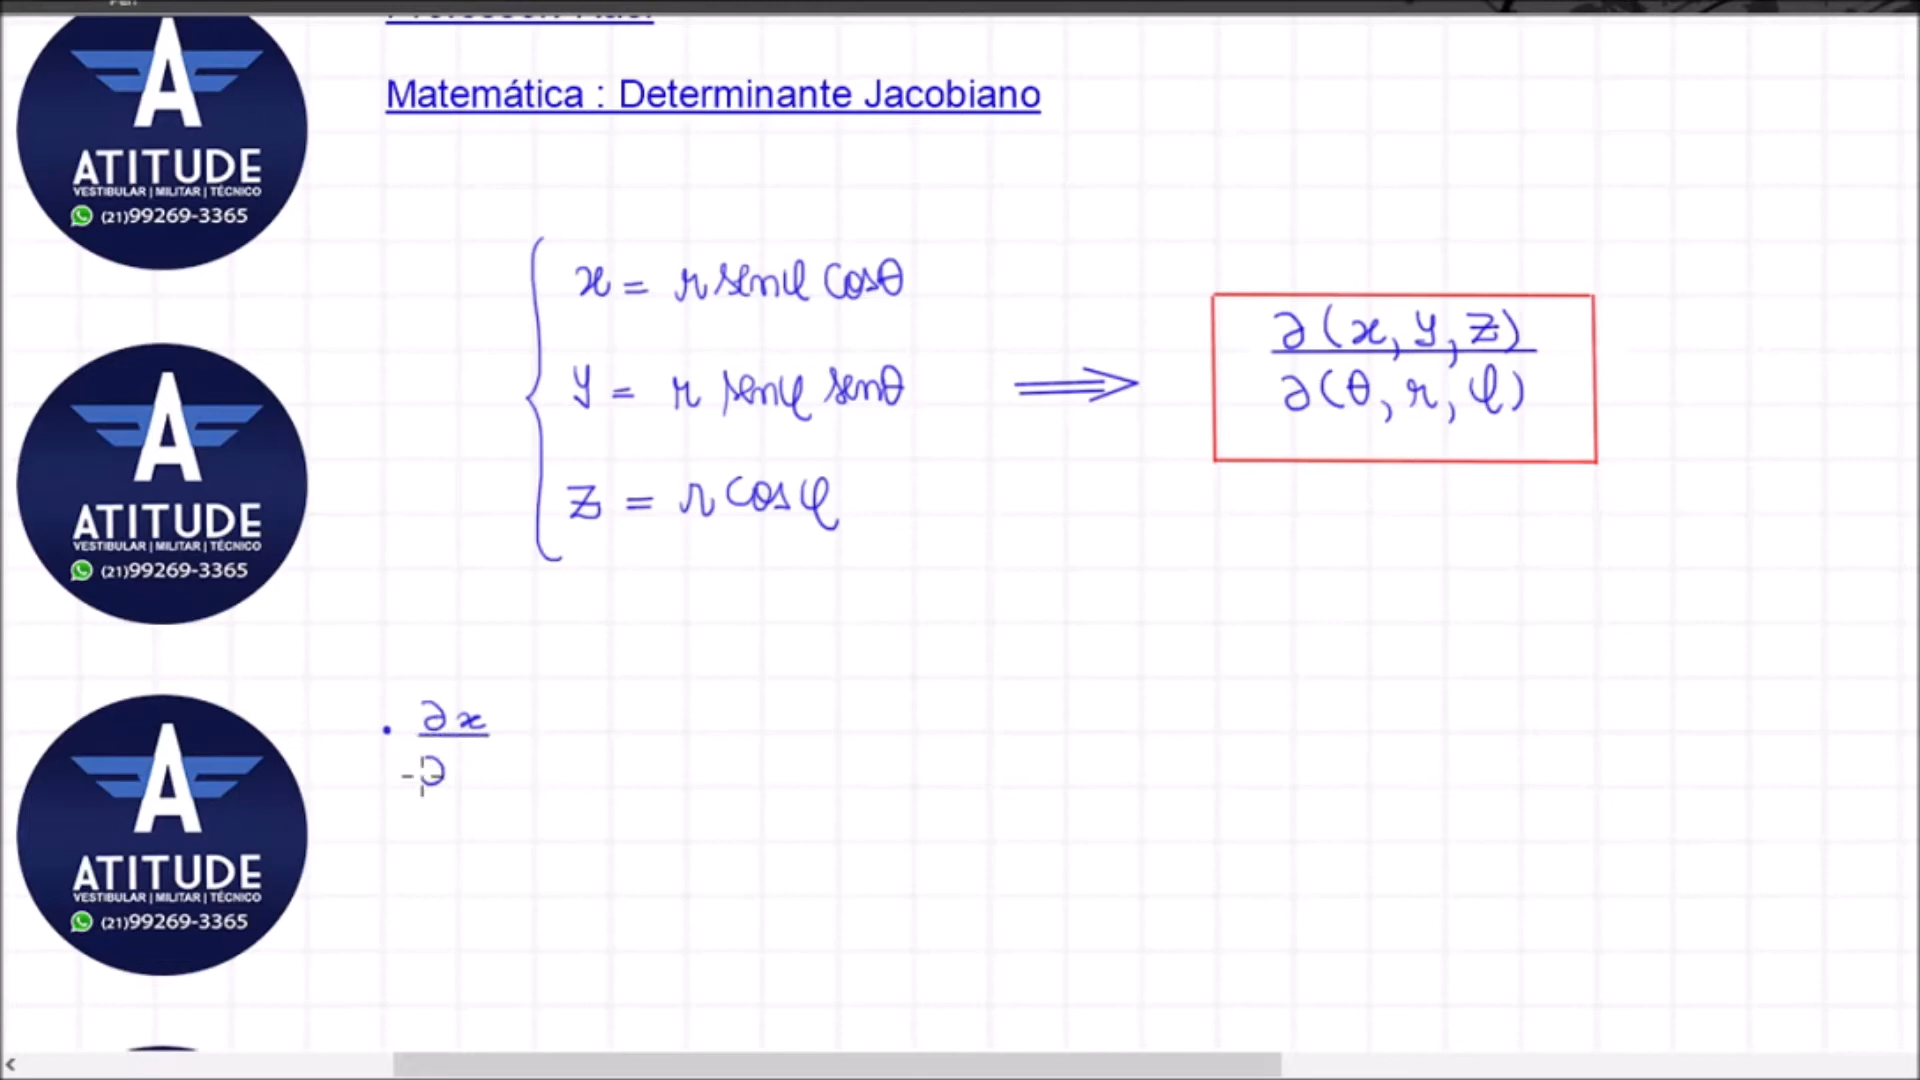 Matemática : Determinante Jacobiano
x = r senφ cosθ
y = r senφ senθ
z = r cosφ
⟹
∂(x, y, z)
∂(θ, r, φ)
. ∂x
∂
ATITUDE
VESTIBULAR | MILITAR | TÉCNICO
(21)99269-3365
ATITUDE
VESTIBULAR | MILITAR | TÉCNICO
(21)99269-3365
ATITUDE
VESTIBULAR | MILITAR | TÉCNICO
(21)99269-3365